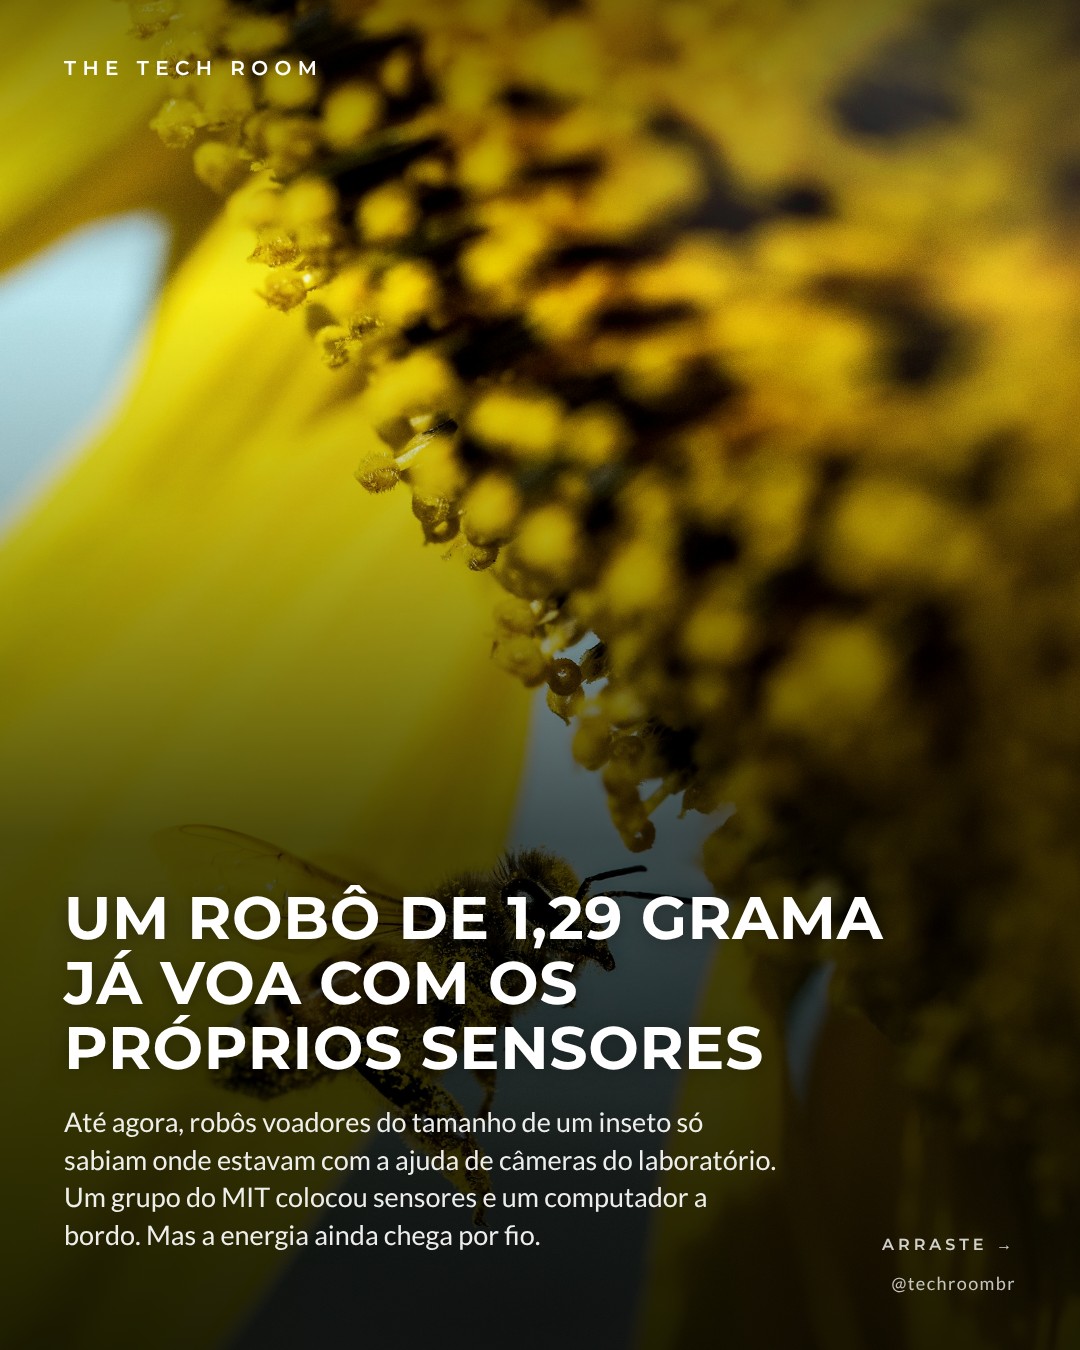 THE TECH ROOM
UM ROBÔ DE 1,29 GRAMA
JÁ VOA COM OS
PRÓPRIOS SENSORES
Até agora, robôs voadores do tamanho de um inseto só
sabiam onde estavam com a ajuda de câmeras do laboratório.
Um grupo do MIT colocou sensores e um computador a
bordo. Mas a energia ainda chega por fio.
ARRASTE →
@techroombr